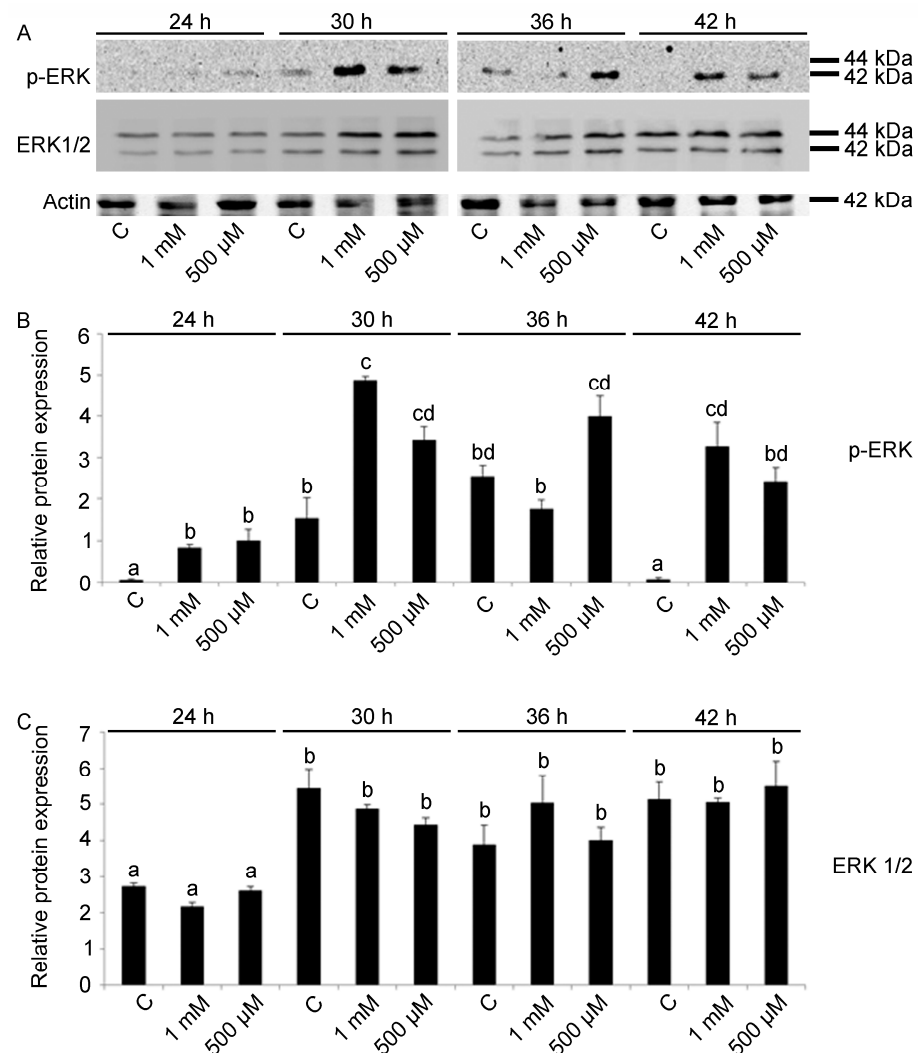 A
24 h 30 h 36 h 42 h
p-ERK
44 kDa
42 kDa
ERK1/2
44 kDa
42 kDa
Actin
42 kDa
C 1 mM 500 µM C 1 mM 500 µM C 1 mM 500 µM C 1 mM 500 µM
B
24 h 30 h 36 h 42 h
Relative protein expression
6
5
4
3
2
1
0
a b b b c cd bd b cd a cd bd
p-ERK
C 1 mM 500 µM C 1 mM 500 µM C 1 mM 500 µM C 1 mM 500 µM
C
24 h 30 h 36 h 42 h
Relative protein expression
7
6
5
4
3
2
1
0
a a a b b b b b b b b b
ERK 1/2
C 1 mM 500 µM C 1 mM 500 µM C 1 mM 500 µM C 1 mM 500 µM